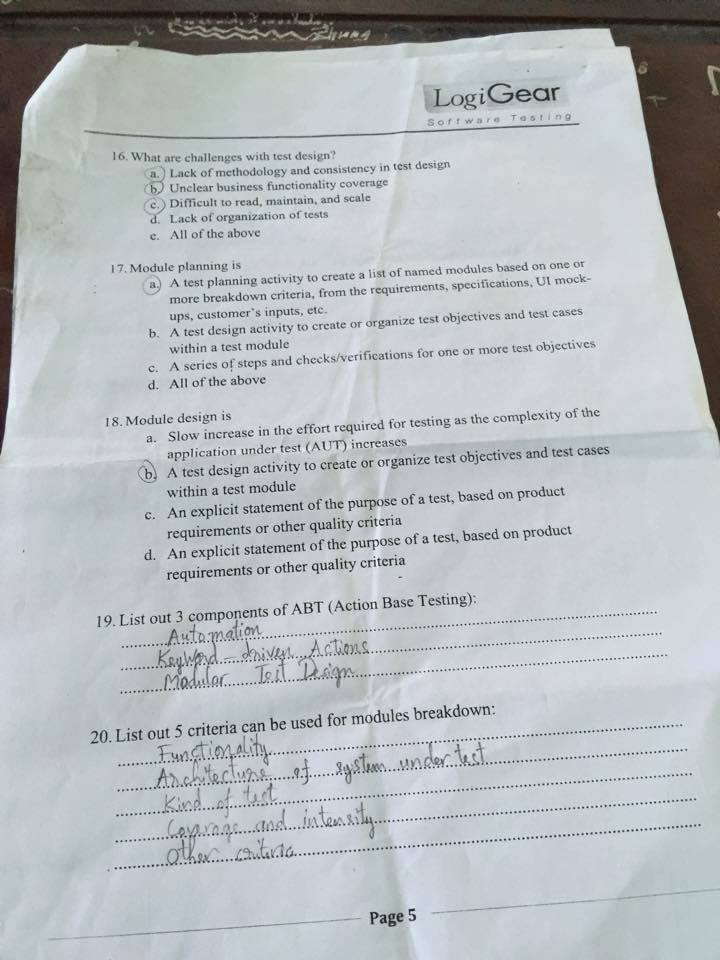 LogiGear
Software Testing
16. What are challenges with test design?
a. Lack of methodology and consistency in test design
b. Unclear business functionality coverage
c. Difficult to read, maintain, and scale
d. Lack of organization of tests
e. All of the above
17. Module planning is
a. A test planning activity to create a list of named modules based on one or
more breakdown criteria, from the requirements, specifications, UI mock-
ups, customer's inputs, etc.
b. A test design activity to create or organize test objectives and test cases
within a test module
c. A series of steps and checks/verifications for one or more test objectives
d. All of the above
18. Module design is
a. Slow increase in the effort required for testing as the complexity of the
application under test (AUT) increases
b. A test design activity to create or organize test objectives and test cases
within a test module
c. An explicit statement of the purpose of a test, based on product
requirements or other quality criteria
d. An explicit statement of the purpose of a test, based on product
requirements or other quality criteria
19. List out 3 components of ABT (Action Base Testing):
Automation
Keyword - driven Actions
Modular Test Design
20. List out 5 criteria can be used for modules breakdown:
Functionality
Architecture of system under test
Kind of test
Coverage and intensity
Other criteria
Page 5